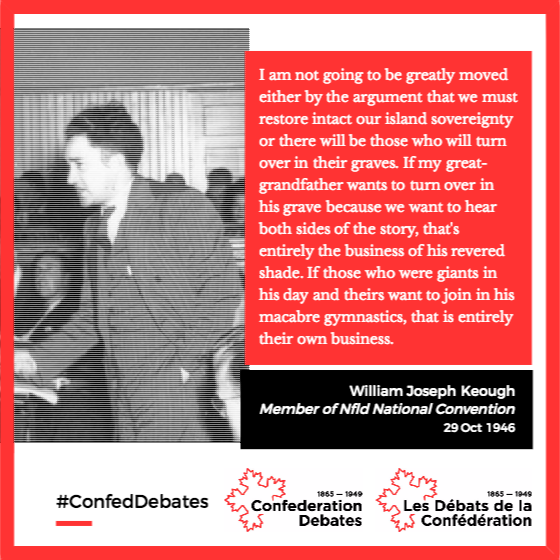 I am not going to be greatly moved
either by the argument that we must
restore intact our island sovereignty
or there will be those who will turn
over in their graves. If my great-
grandfather wants to turn over in
his grave because we want to hear
both sides of the story, that's
entirely the business of his revered
shade. If those who were giants in
his day and theirs want to join in his
macabre gymnastics, that is entirely
their own business.
William Joseph Keough
Member of Nfld National Convention
29 Oct 1946
#ConfedDebates
1865 — 1949
Confederation
Debates
1865 — 1949
Les Débats de la
Confédération